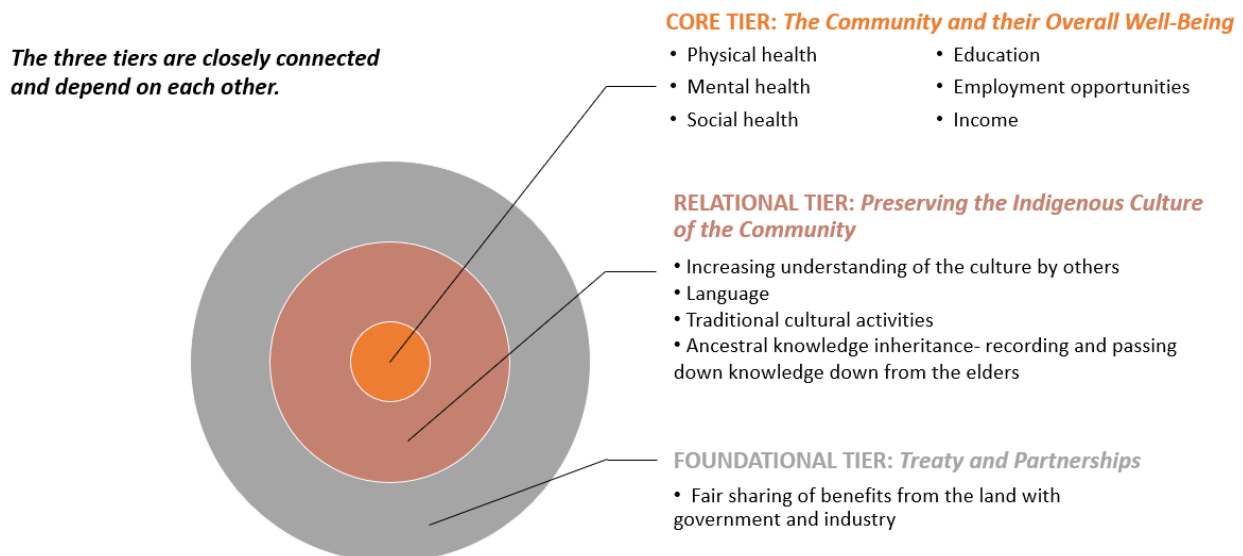 The three tiers are closely connected
and depend on each other.
CORE TIER: The Community and their Overall Well-Being
• Physical health
• Mental health
• Social health
• Education
• Employment opportunities
• Income
RELATIONAL TIER: Preserving the Indigenous Culture
of the Community
• Increasing understanding of the culture by others
• Language
• Traditional cultural activities
• Ancestral knowledge inheritance- recording and passing
down knowledge down from the elders
FOUNDATIONAL TIER: Treaty and Partnerships
• Fair sharing of benefits from the land with
government and industry